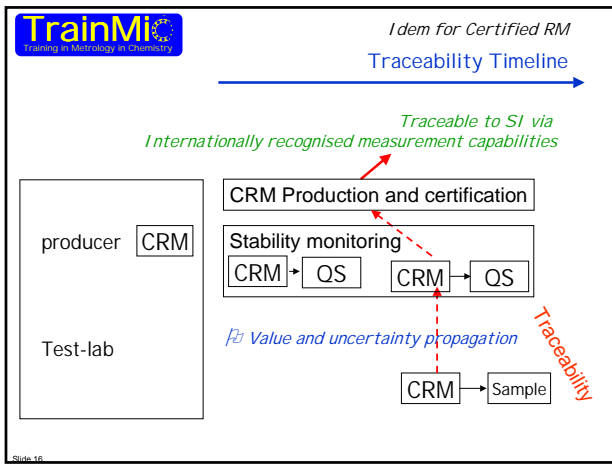 TrainMiC
Training in Metrology in Chemistry
Idem for Certified RM
Traceability Timeline
Traceable to SI via
Internationally recognised measurement capabilities
CRM Production and certification
producer
CRM
Stability monitoring
CRM
QS
CRM
QS
Test-lab
Value and uncertainty propagation
Traceability
CRM
Sample
Slide 16